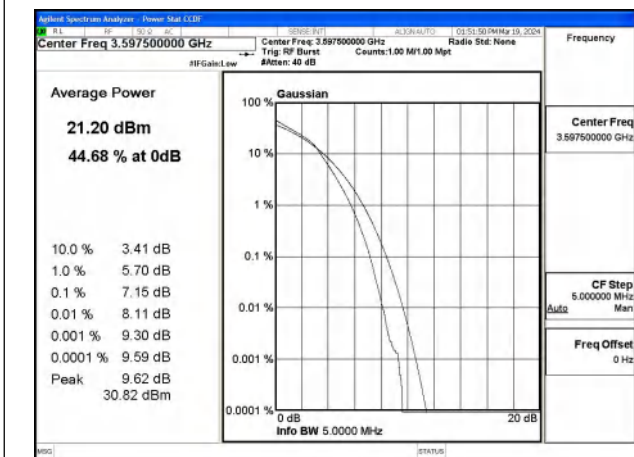 Agilent Spectrum Analyzer - Power Stat CCDF
RL RF 50 Ω AC SENSE:INT ALIGNAUTO 01:51:50 PM Mar 19, 2024
Center Freq 3.597500000 GHz
Center Freq: 3.597500000 GHz Radio Std: None
Trig: RF Burst Counts:1.00 M/1.00 Mpt
#IFGain:Low #Atten: 40 dB
Frequency
Average Power
21.20 dBm
44.68 % at 0dB
10.0 % 3.41 dB
1.0 % 5.70 dB
0.1 % 7.15 dB
0.01 % 8.11 dB
0.001 % 9.30 dB
0.0001 % 9.59 dB
Peak 9.62 dB
30.82 dBm
Gaussian
100 %
10 %
1 %
0.1 %
0.01 %
0.001 %
0.0001 %
0 dB 20 dB
Info BW 5.0000 MHz
Center Freq
3.597500000 GHz
CF Step
5.000000 MHz
Auto Man
Freq Offset
0 Hz
MSG STATUS